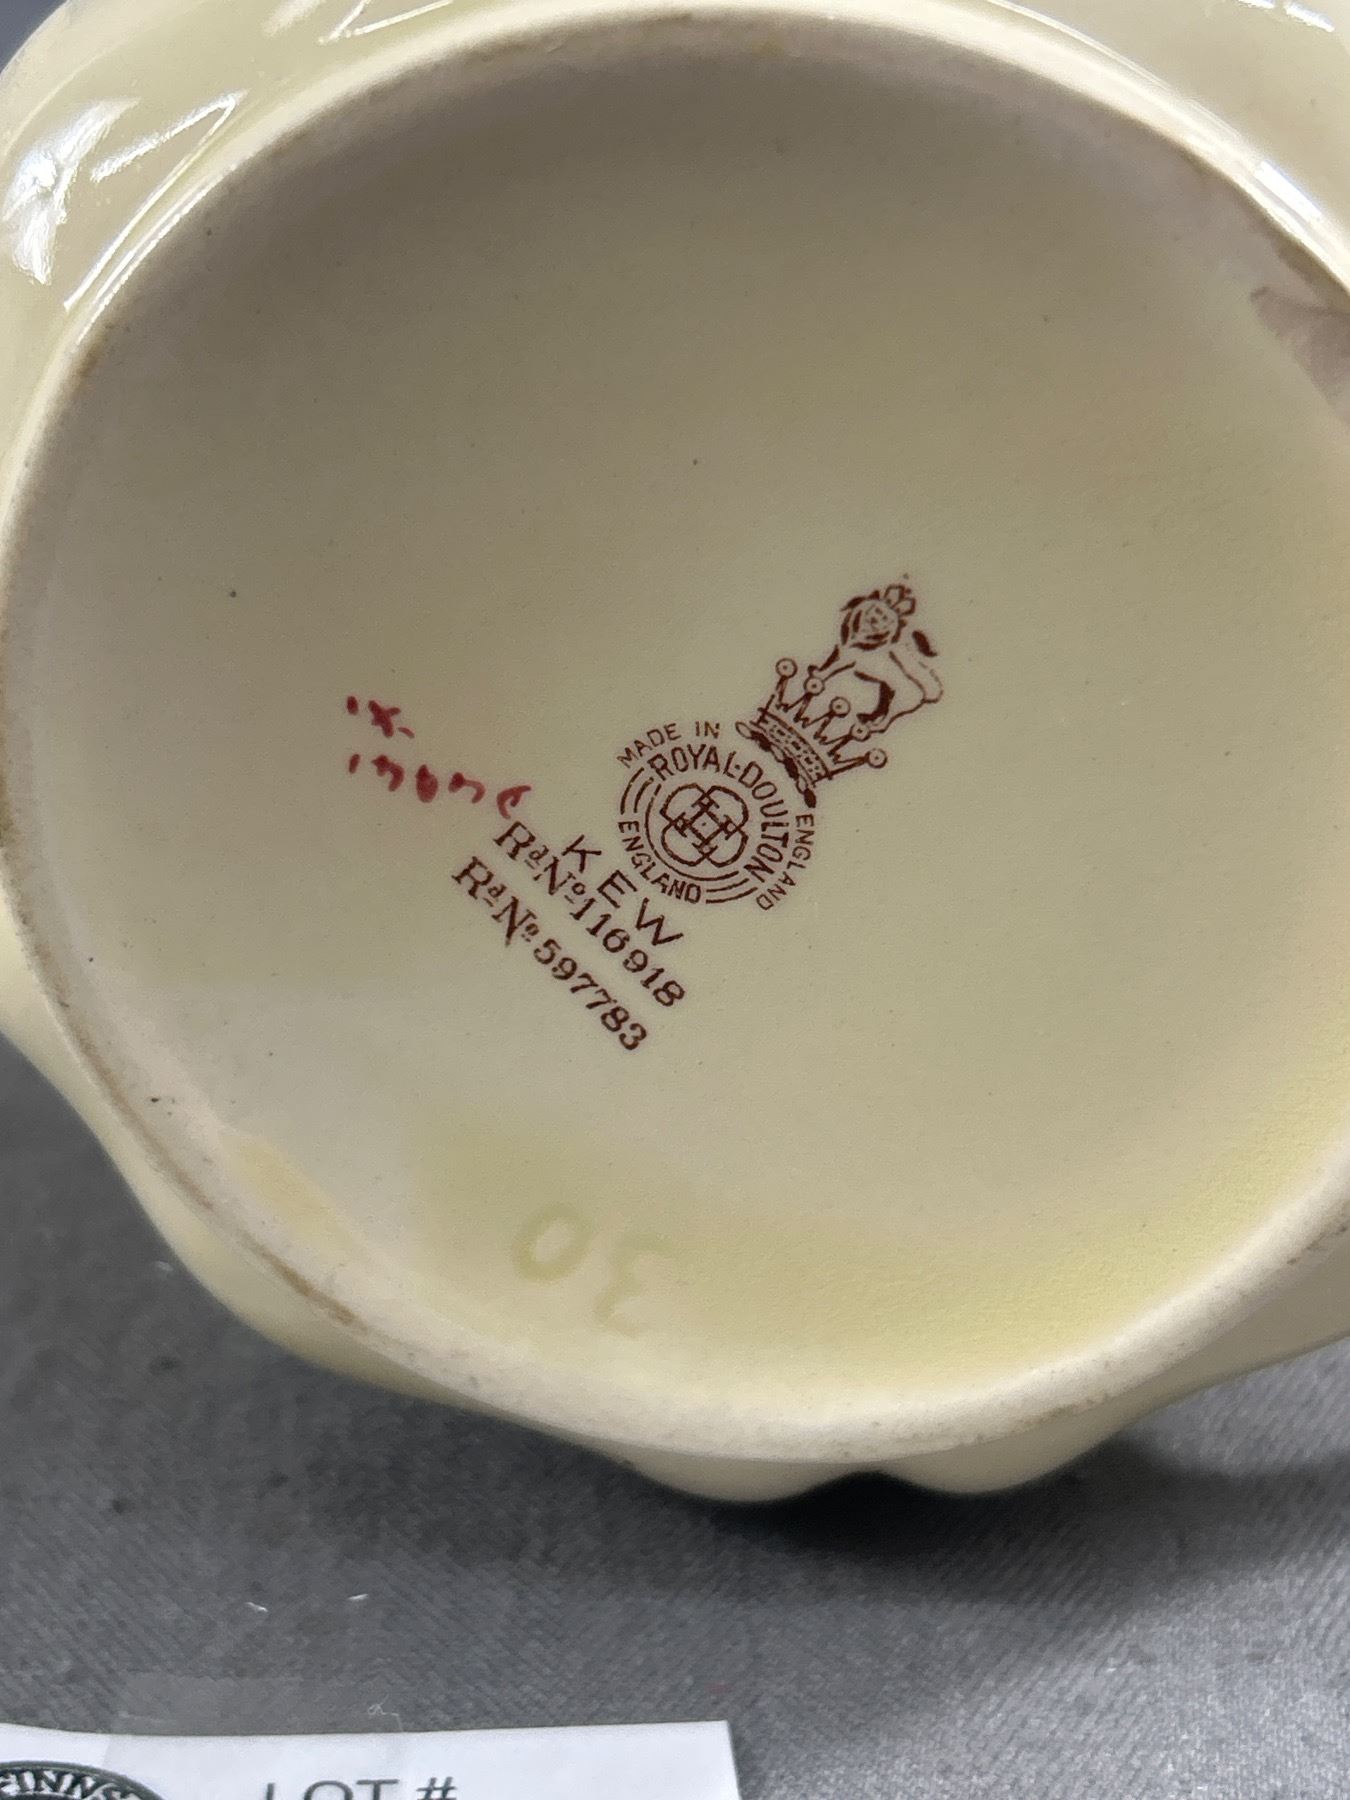 MADE IN ENGLAND
ROYAL·DOULTON
ENGLAND
KEW
Rd No 116918
Rd No 597783
30
LOT #